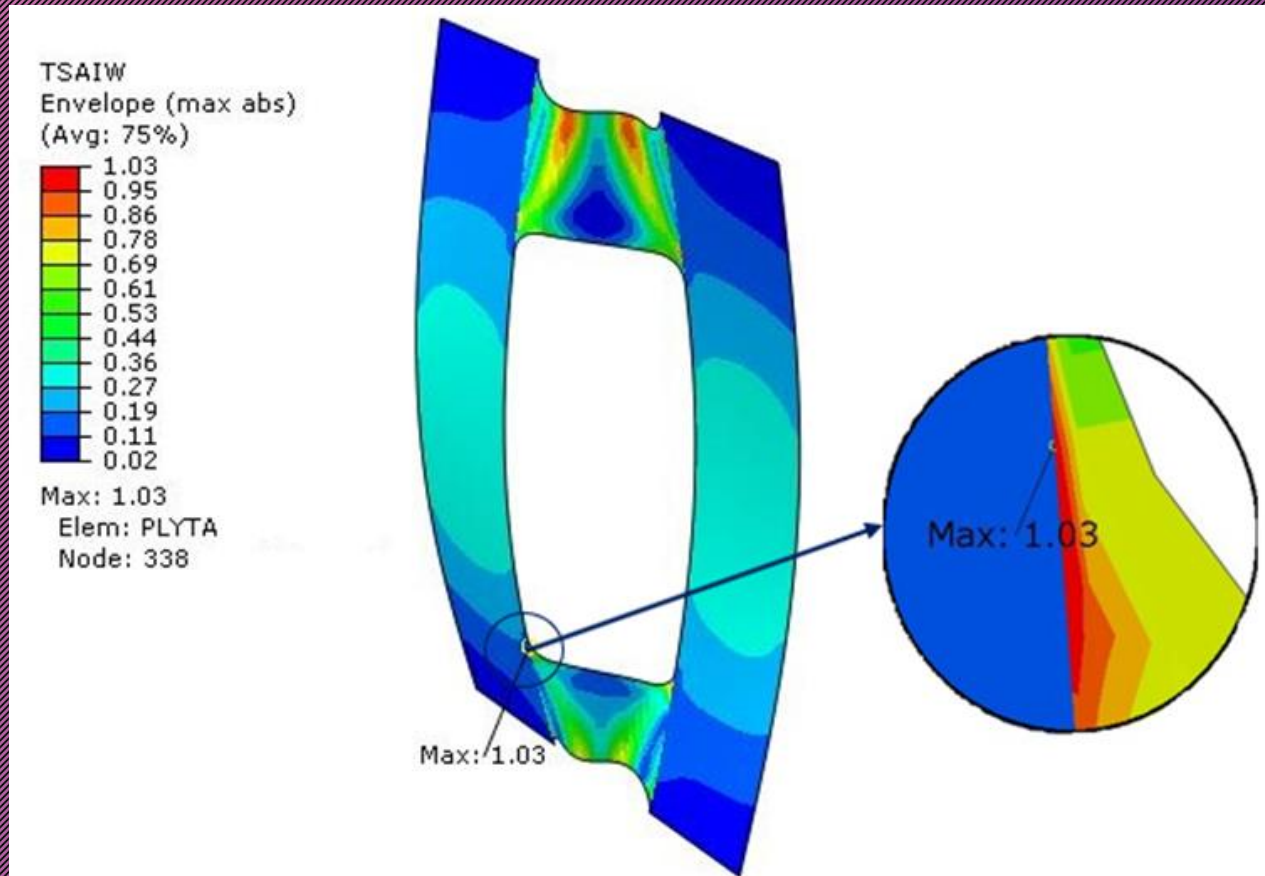 TSAIW
Envelope (max abs)
(Avg: 75%)
1.03
0.95
0.86
0.78
0.69
0.61
0.53
0.44
0.36
0.27
0.19
0.11
0.02
Max: 1.03
Elem: PLYTA
Node: 338
Max: 1.03
Max: 1.03